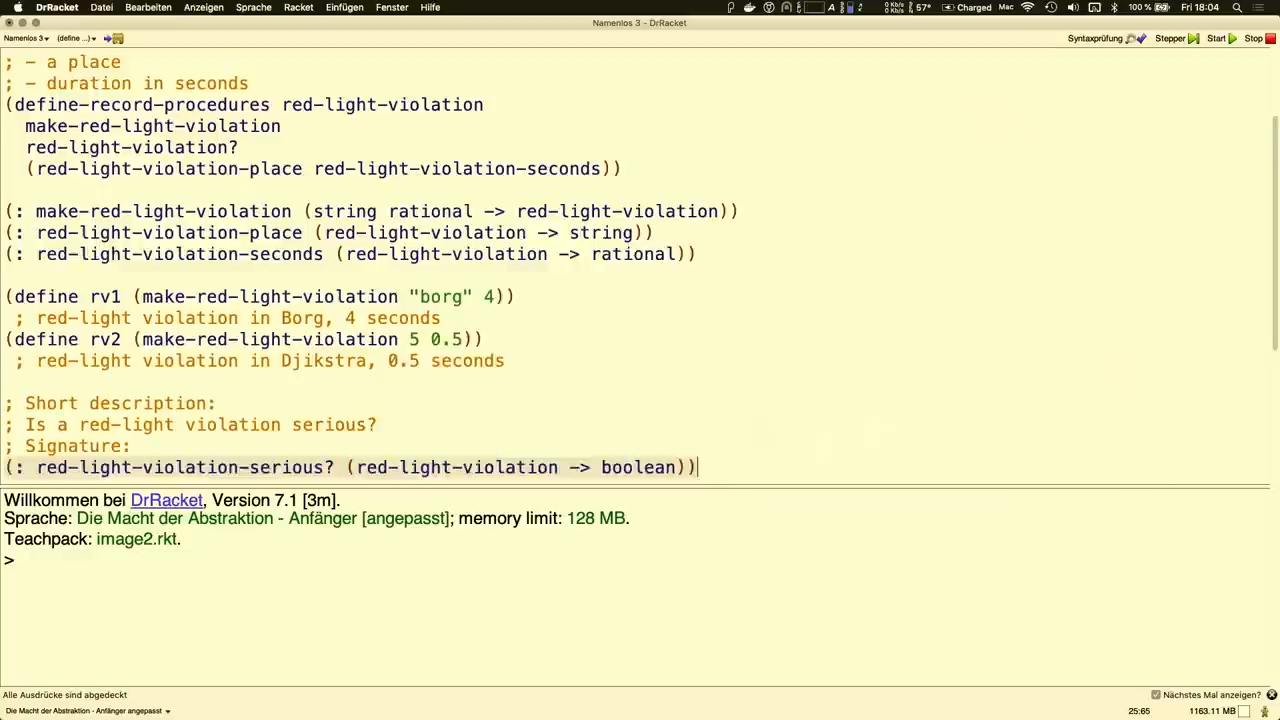 DrRacket Datei Bearbeiten Anzeigen Sprache Racket Einfügen Fenster Hilfe 0 Kb/s 57° Charged Mac 100 % Fri 18:04
Namenlos 3 - DrRacket
Namenlos 3 (define ...) Syntaxprüfung Stepper Start Stop
; - a place
; - duration in seconds
(define-record-procedures red-light-violation
make-red-light-violation
red-light-violation?
(red-light-violation-place red-light-violation-seconds))
(: make-red-light-violation (string rational -> red-light-violation))
(: red-light-violation-place (red-light-violation -> string))
(: red-light-violation-seconds (red-light-violation -> rational))
(define rv1 (make-red-light-violation "borg" 4))
; red-light violation in Borg, 4 seconds
(define rv2 (make-red-light-violation 5 0.5))
; red-light violation in Djikstra, 0.5 seconds
; Short description:
; Is a red-light violation serious?
; Signature:
(: red-light-violation-serious? (red-light-violation -> boolean))
Willkommen bei DrRacket, Version 7.1 [3m].
Sprache: Die Macht der Abstraktion - Anfänger [angepasst]; memory limit: 128 MB.
Teachpack: image2.rkt.
>
Alle Ausdrücke sind abgedeckt Nächstes Mal anzeigen?
Die Macht der Abstraktion - Anfänger angepasst 25:65 1163.11 MB